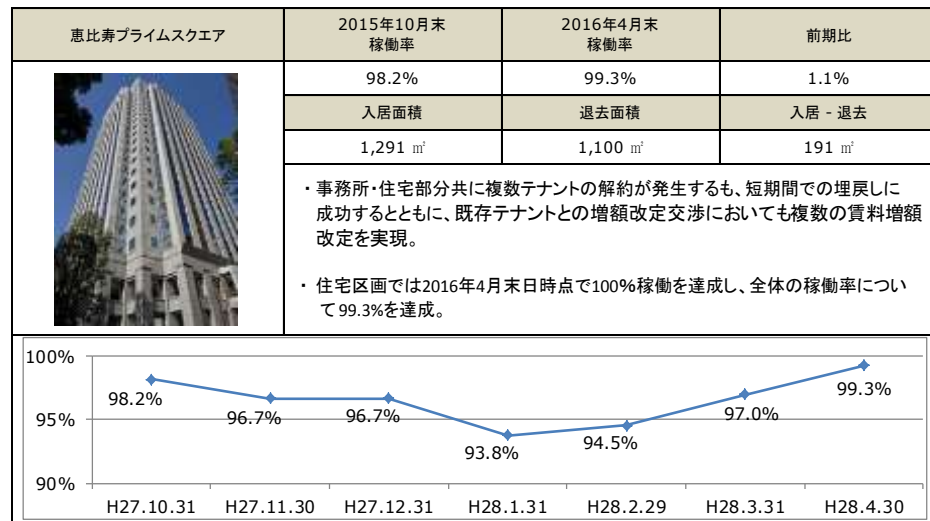 恵比寿プライムスクエア
2015年10月末
稼働率
2016年4月末
稼働率
前期比
98.2%
99.3%
1.1%
入居面積
退去面積
入居 - 退去
1,291 ㎡
1,100 ㎡
191 ㎡
・事務所・住宅部分共に複数テナントの解約が発生するも、短期間での埋戻しに
成功するとともに、既存テナントとの増額改定交渉においても複数の賃料増額
改定を実現。
・ 住宅区画では2016年4月末日時点で100%稼働を達成し、全体の稼働率につい
て99.3%を達成。
100%
95%
90%
98.2%
96.7%
96.7%
93.8%
94.5%
97.0%
99.3%
H27.10.31
H27.11.30
H27.12.31
H28.1.31
H28.2.29
H28.3.31
H28.4.30